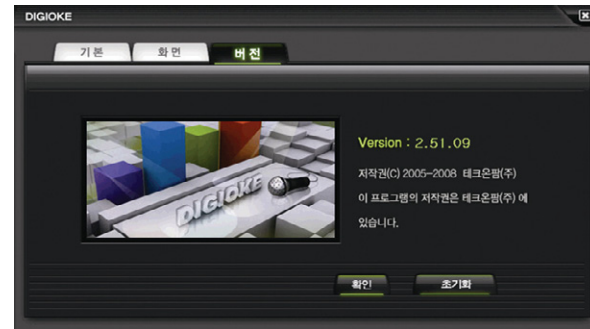 DIGIOKE
기본 화면 버전
DIGIOKE
Version : 2.51.09
저작권(C) 2005-2008 테크온팜(주)
이 프로그램의 저작권은 테크온팜(주) 에
있습니다.
확인 초기화